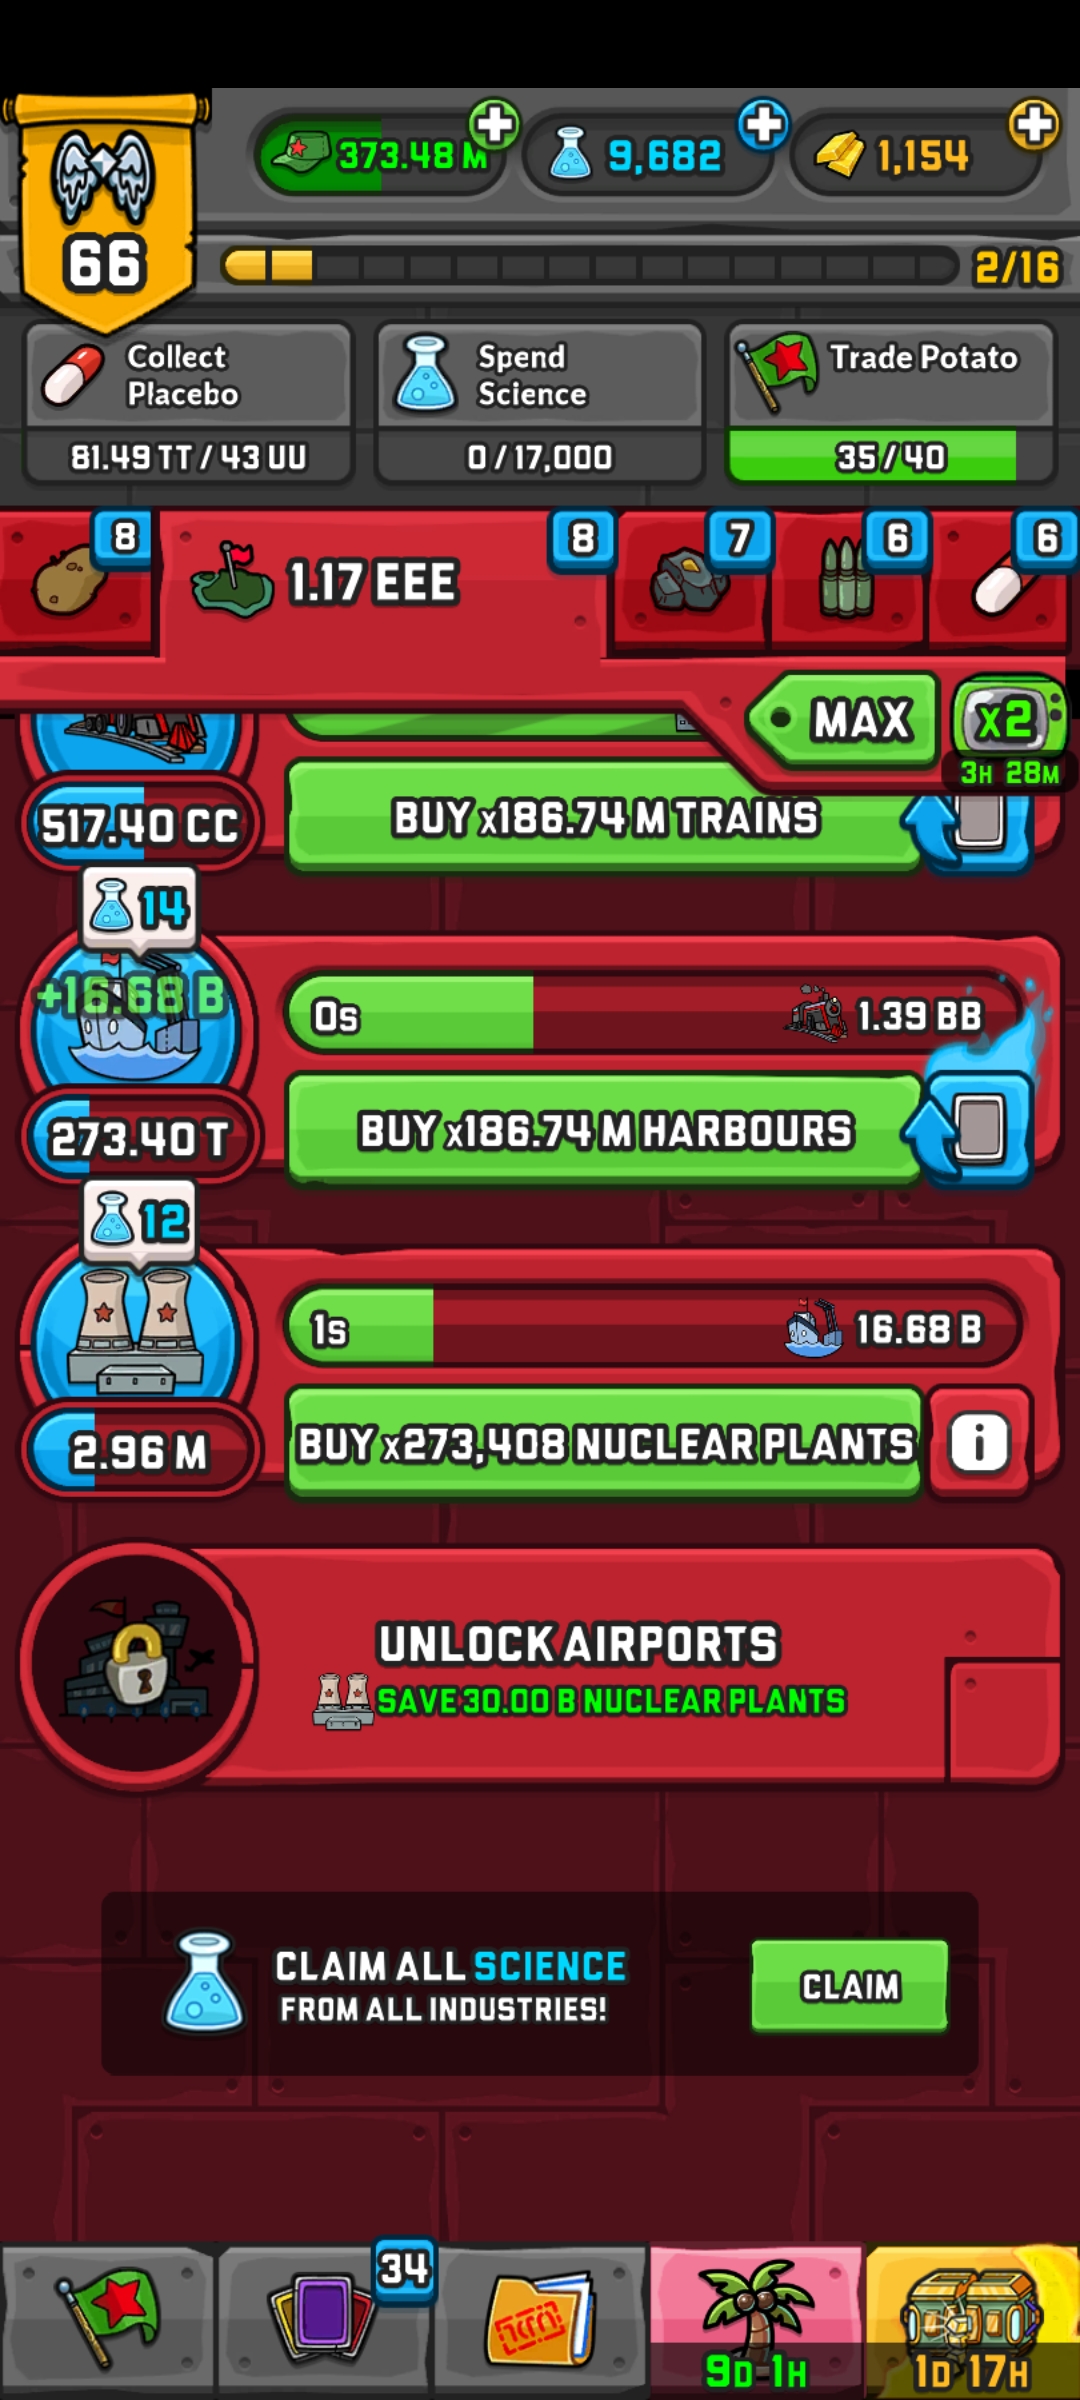 373.48 M
9,682
1,154
66
2/16
Collect
Placebo
81.49 TT / 43 UU
Spend
Science
0 / 17,000
Trade Potato
35 / 40
8
1.17 EEE
8
7
6
6
MAX
x2
3H 28M
517.40 CC
BUY x186.74 M TRAINS
14
+16.68 B
0s
1.39 BB
273.40 T
BUY x186.74 M HARBOURS
12
1s
16.68 B
2.96 M
BUY x273,408 NUCLEAR PLANTS
i
UNLOCK AIRPORTS
SAVE 30.00 B NUCLEAR PLANTS
CLAIM ALL SCIENCE
FROM ALL INDUSTRIES!
CLAIM
34
9D 1H
1D 17H